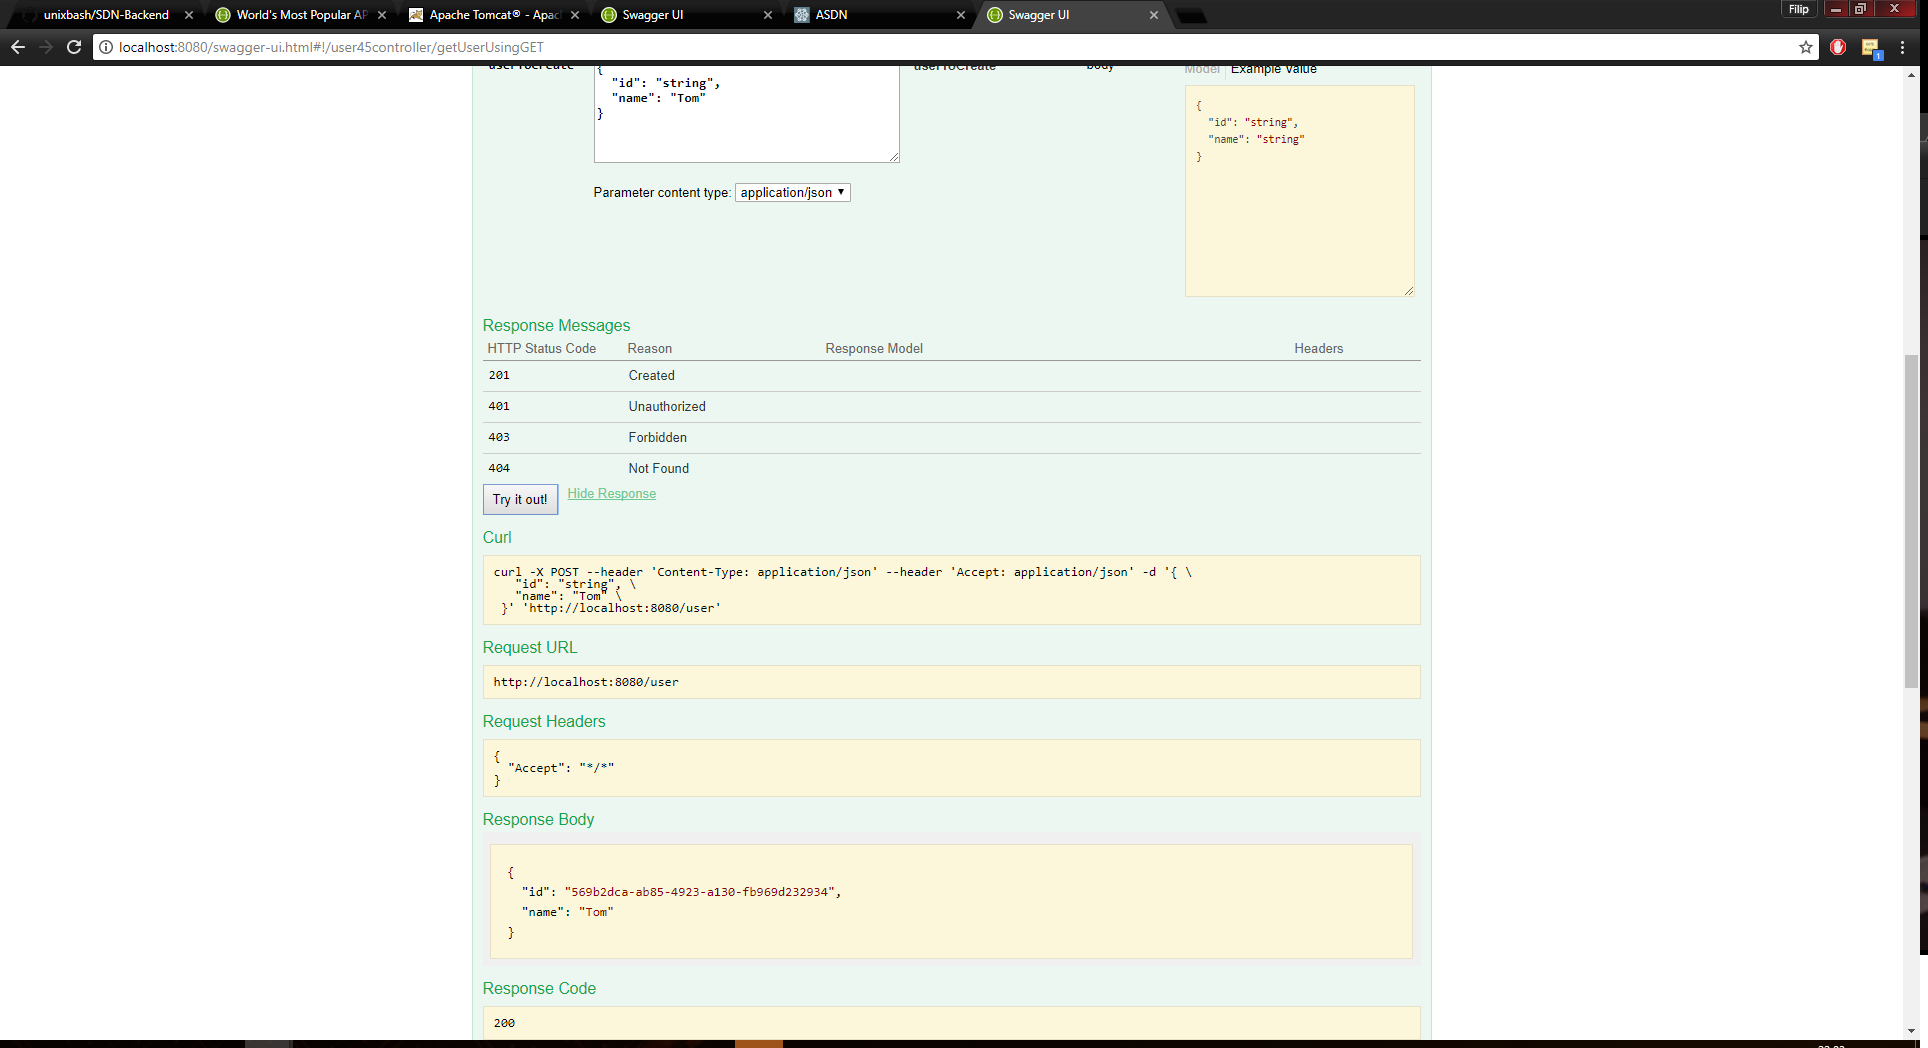 unixbash/SDN-Backend
World's Most Popular AP
Apache Tomcat® - Apac
Swagger UI
ASDN
Swagger UI
Filip
localhost:8080/swagger-ui.html#!/user45controller/getUserUsingGET
1
userToCreate
userToCreate
body
Model
Example Value
{
"id": "string",
"name": "Tom"
}
{
"id": "string",
"name": "string"
}
Parameter content type: application/json
Response Messages
HTTP Status Code Reason Response Model Headers
201 Created
401 Unauthorized
403 Forbidden
404 Not Found
Try it out! Hide Response
Curl
curl -X POST --header 'Content-Type: application/json' --header 'Accept: application/json' -d '{ \
"id": "string", \
"name": "Tom" \
}' 'http://localhost:8080/user'
Request URL
http://localhost:8080/user
Request Headers
{
"Accept": "*/*"
}
Response Body
{
"id": "569b2dca-ab85-4923-a130-fb969d232934",
"name": "Tom"
}
Response Code
200